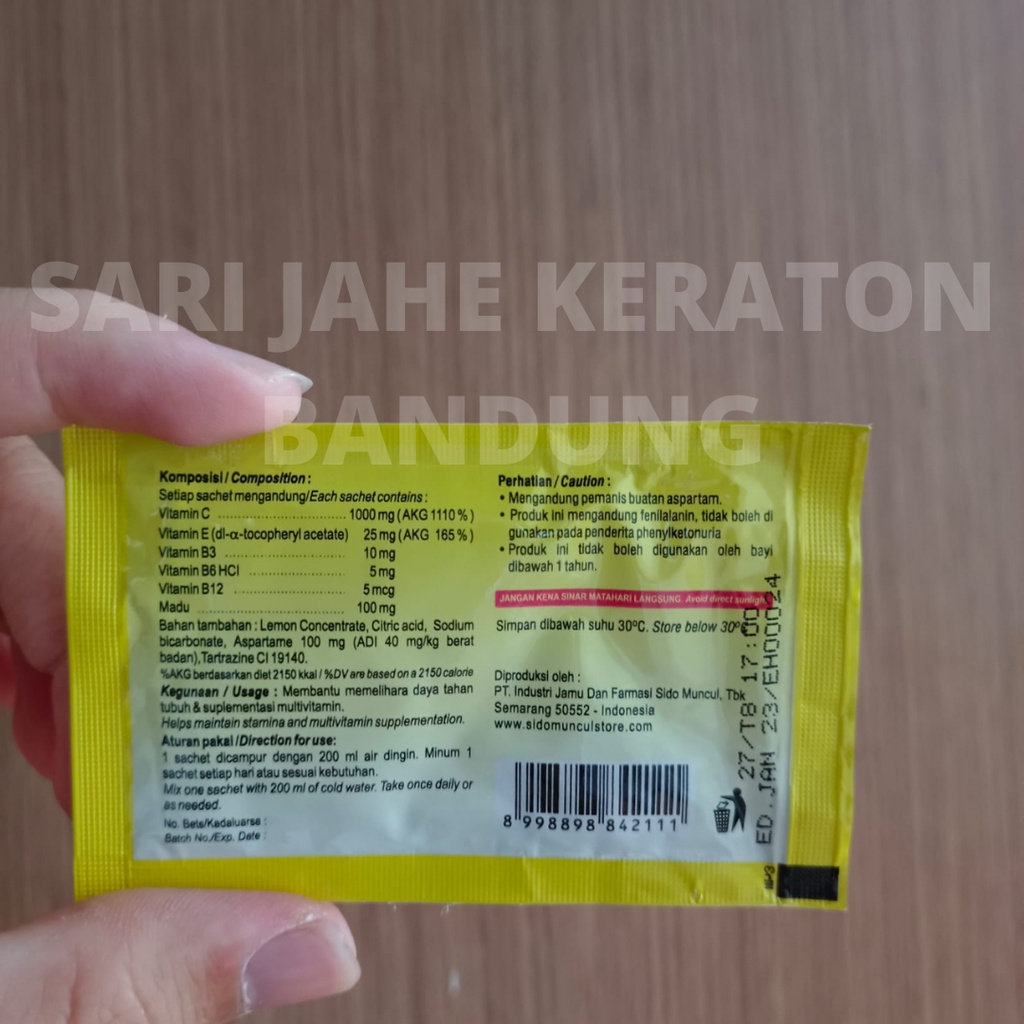 SARI JAHE KERATON
BANDUNG
Komposisi / Composition :
Setiap sachet mengandung/Each sachet contains :
Vitamin C ................................ 1000 mg ( AKG 1110 % )
Vitamin E (dl-α-tocopheryl acetate) 25 mg ( AKG 165 % )
Vitamin B3 .............................. 10 mg
Vitamin B6 HCl ........................ 5 mg
Vitamin B12 ............................ 5 mcg
Madu ..................................... 100 mg
Bahan tambahan : Lemon Concentrate, Citric acid, Sodium
bicarbonate, Aspartame 100 mg (ADI 40 mg/kg berat
badan), Tartrazine CI 19140.
%AKG berdasarkan diet 2150 kkal / %DV are based on a 2150 calorie
Kegunaan / Usage : Membantu memelihara daya tahan
tubuh & suplementasi multivitamin.
Helps maintain stamina and multivitamin supplementation.
Aturan pakai /Direction for use:
1 sachet dicampur dengan 200 ml air dingin. Minum 1
sachet setiap hari atau sesuai kebutuhan.
Mix one sachet with 200 ml of cold water. Take once daily or
as needed.
No. Bets/Kadaluarsa :
Batch No./Exp. Date :
Perhatian / Caution :
• Mengandung pemanis buatan aspartam.
• Produk ini mengandung fenilalanin, tidak boleh di
gunakan pada penderita phenylketonuria
• Produk ini tidak boleh digunakan oleh bayi
dibawah 1 tahun.
JANGAN KENA SINAR MATAHARI LANGSUNG. Avoid direct sunlight
Simpan dibawah suhu 30ºC. Store below 30º
Diproduksi oleh :
PT. Industri Jamu Dan Farmasi Sido Muncul, Tbk
Semarang 50552 - Indonesia
www.sidomunculstore.com
8 998898 842111
27/T8 17:00
ED. JAN 23/EH00024